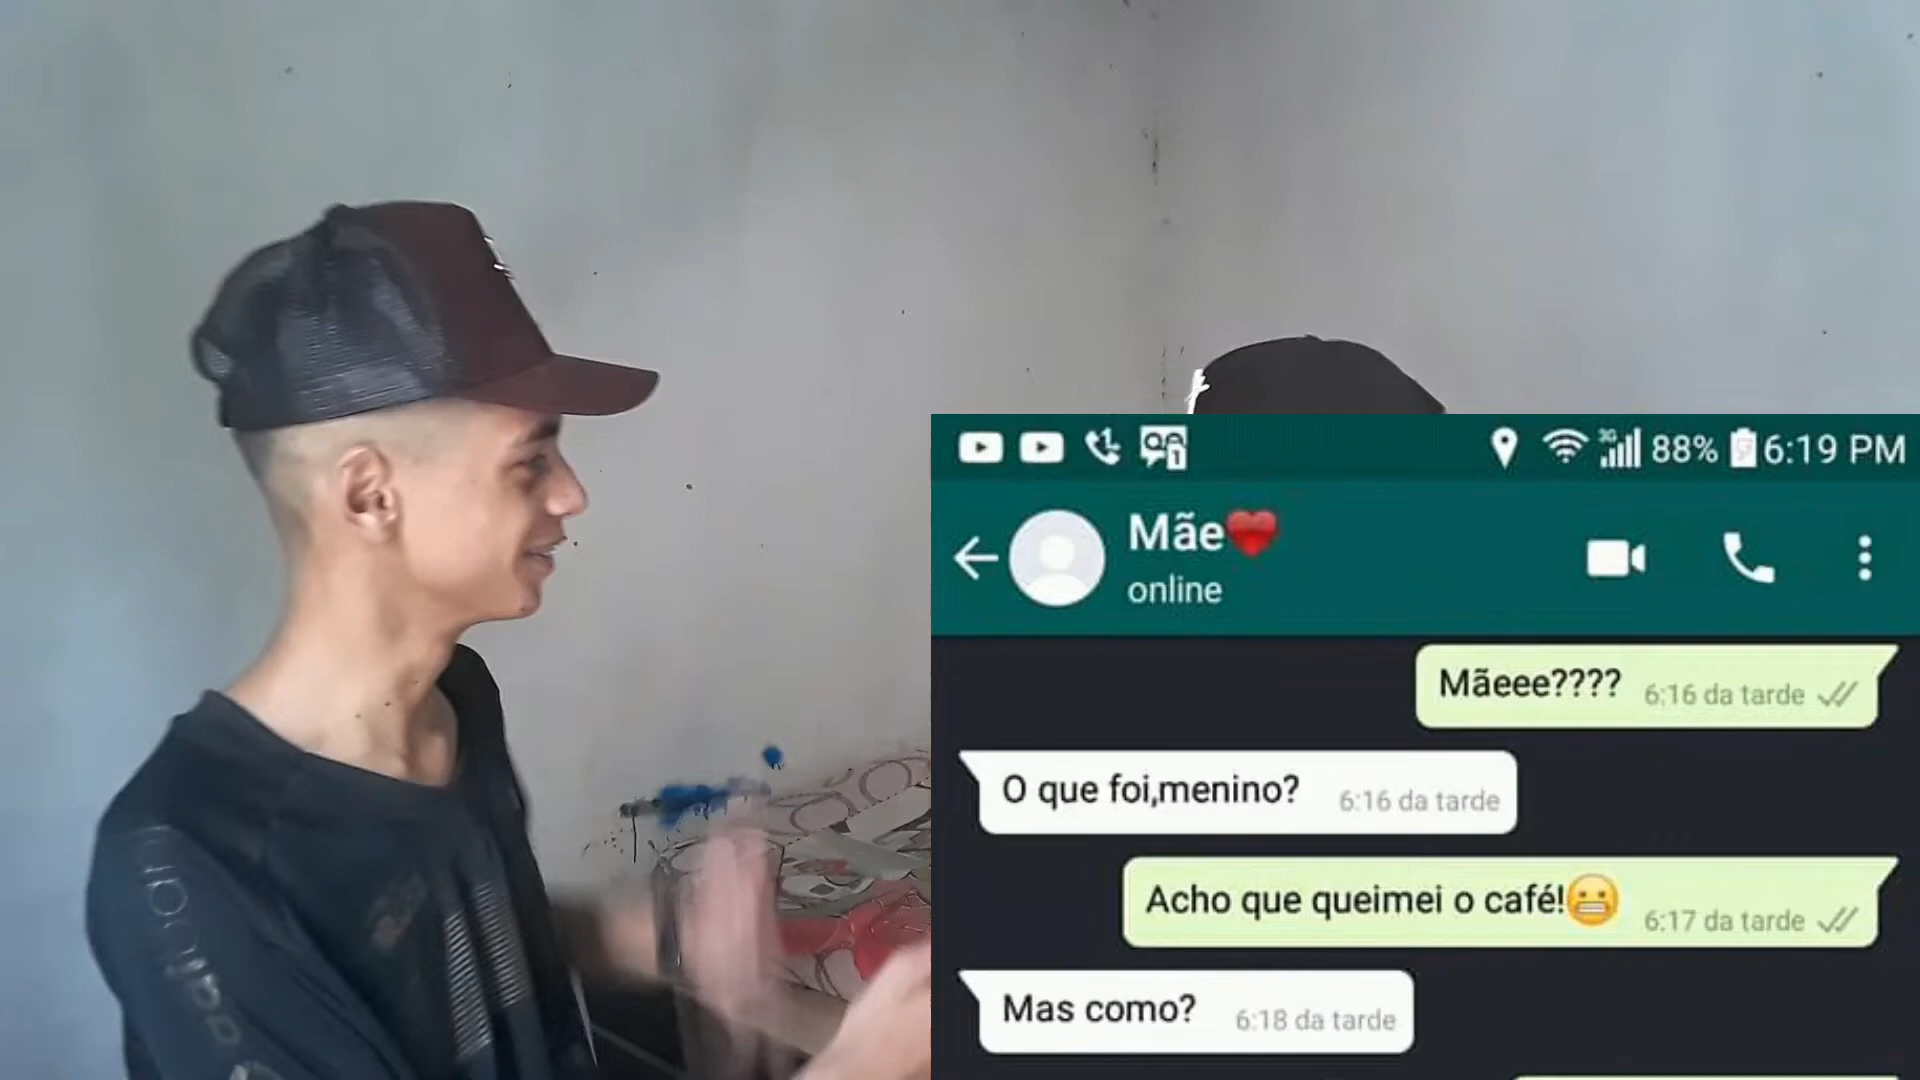 88% 6:19 PM
Mãe❤️
online
Mãeee???? 6:16 da tarde
O que foi,menino? 6:16 da tarde
Acho que queimei o café!😬 6:17 da tarde
Mas como? 6:18 da tarde